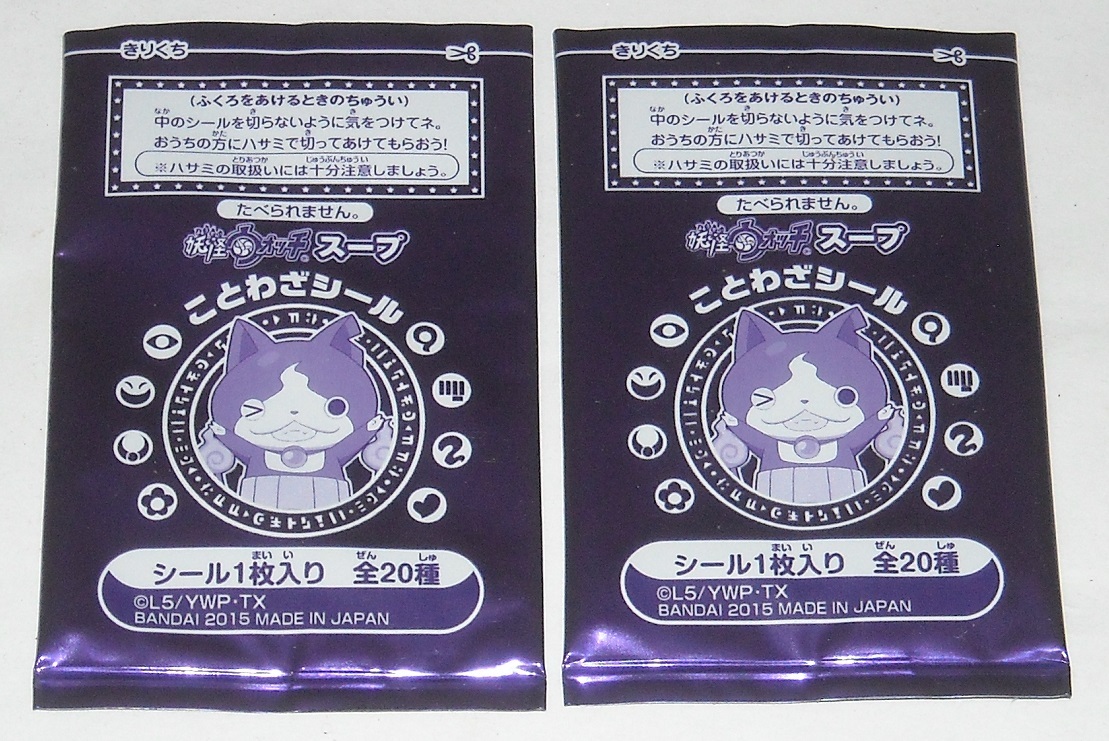 きりくち
(ふくろをあけるときのちゅうい)
中のシールを切らないように気をつけてネ。
おうちの方にハサミで切ってあけてもらおう!
※ハサミの取扱いには十分注意しましょう。
たべられません。
妖怪ウォッチ スープ
ことわざシール
シール1枚入り 全20種
©L5/YWP・TX
BANDAI 2015 MADE IN JAPAN
きりくち
(ふくろをあけるときのちゅうい)
中のシールを切らないように気をつけてネ。
おうちの方にハサミで切ってあけてもらおう!
※ハサミの取扱いには十分注意しましょう。
たべられません。
妖怪ウォッチ スープ
ことわざシール
シール1枚入り 全20種
©L5/YWP・TX
BANDAI 2015 MADE IN JAPAN